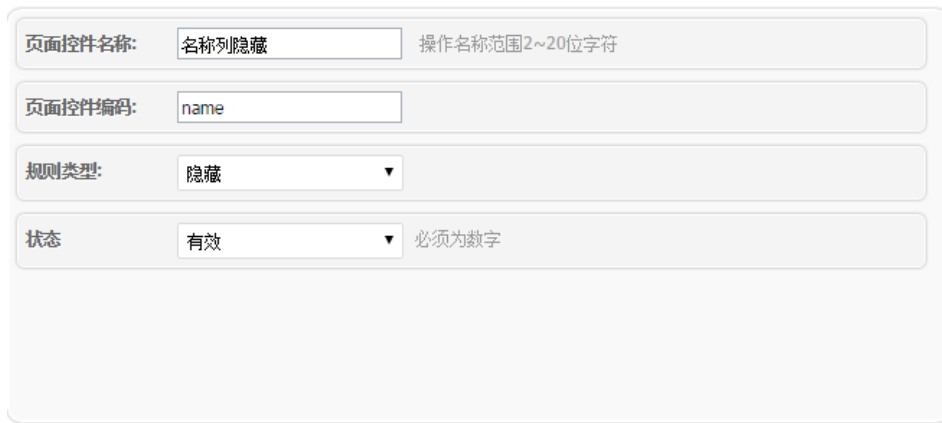 页面控件名称: 名称列隐藏 操作名称范围2~20位字符
页面控件编码: name
规则类型: 隐藏
状态 有效 必须为数字